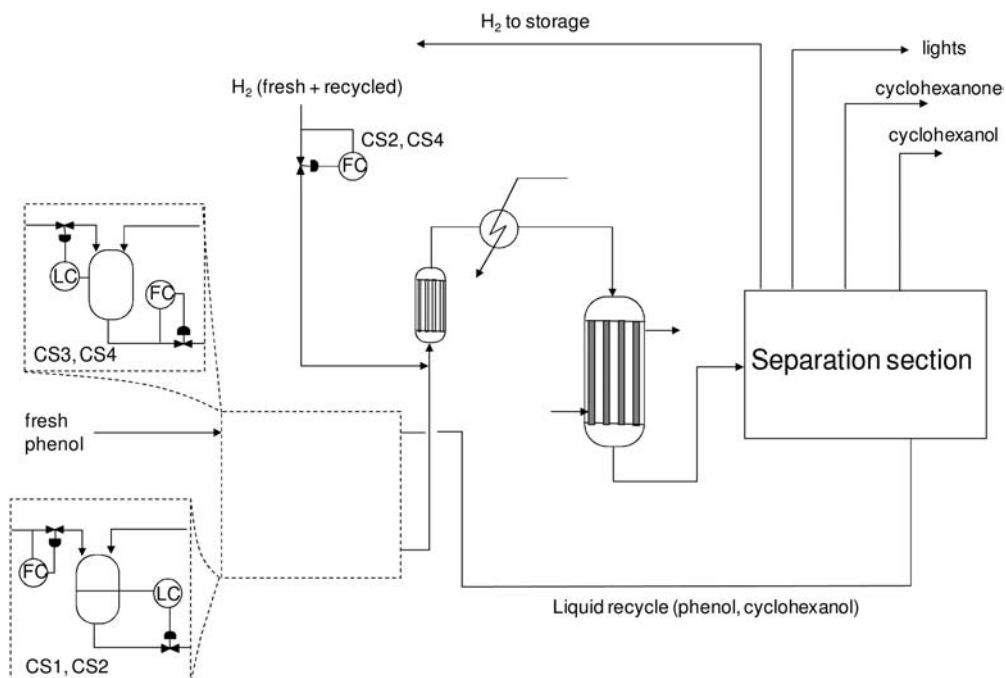 H2 to storage
lights
H2 (fresh + recycled)
cyclohexanone
CS2, CS4
cyclohexanol
FC
LC
FC
CS3, CS4
Separation section
fresh
phenol
FC
LC
Liquid recycle (phenol, cyclohexanol)
CS1, CS2